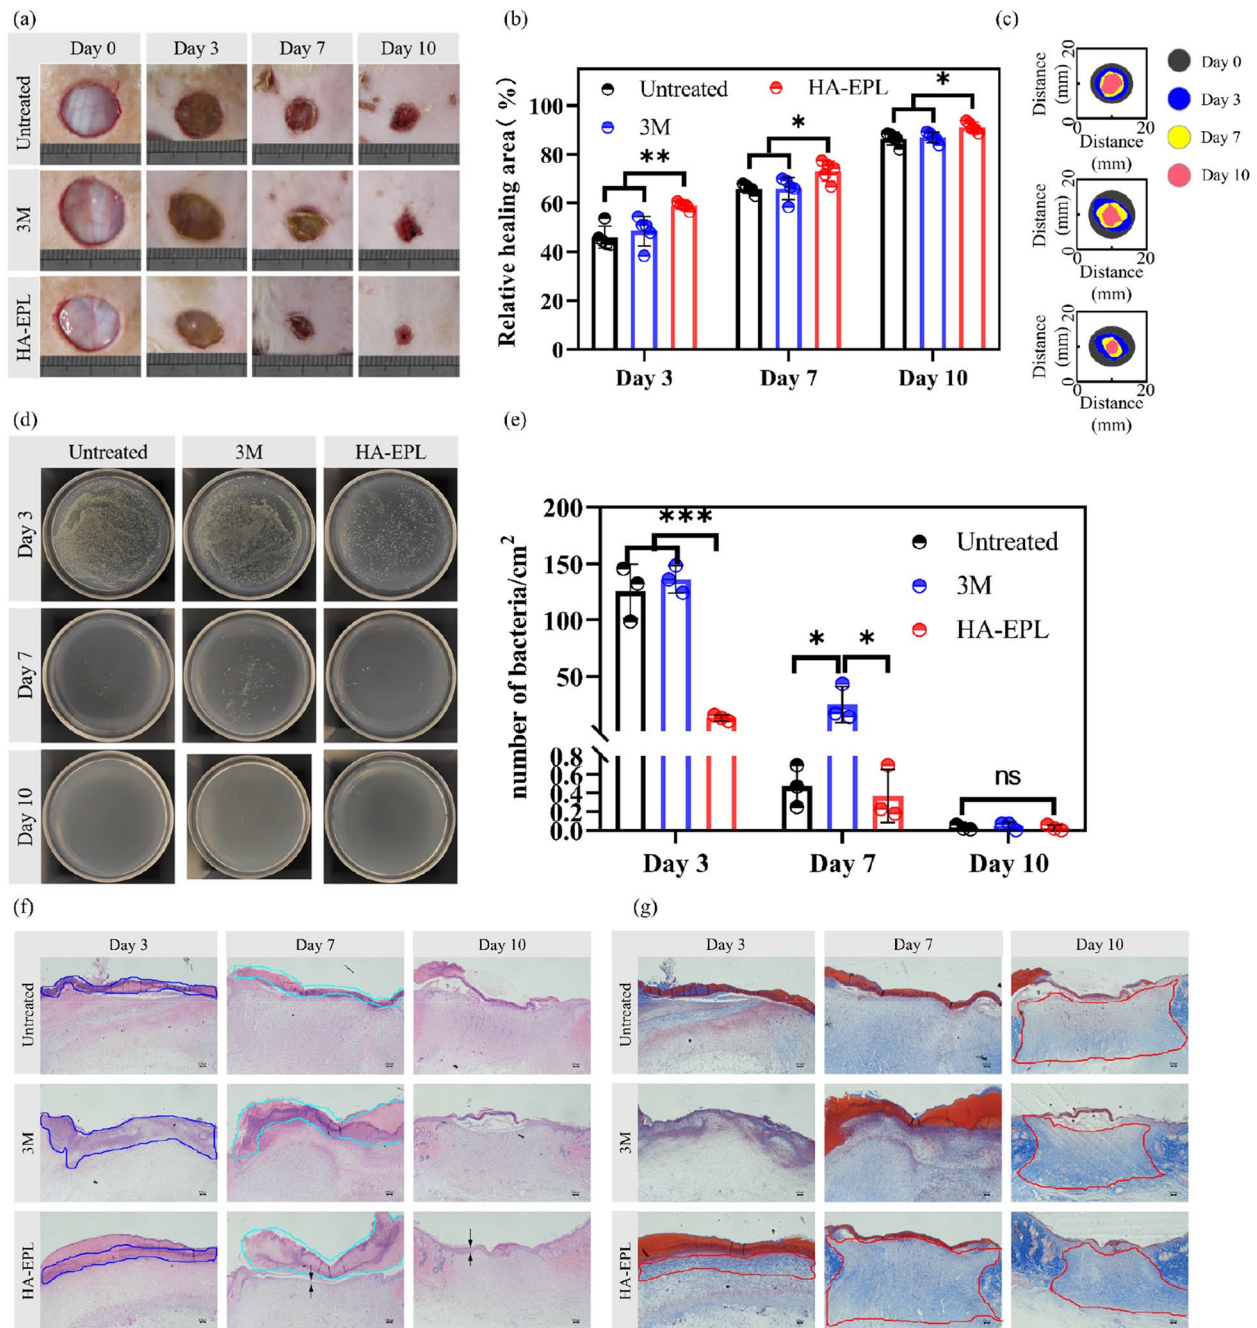 (a)
Day 0 Day 3 Day 7 Day 10
Untreated
3M
HA-EPL
(b)
Relative healing area( %)
100
80
60
40
20
0
Untreated
HA-EPL
3M
**
*
*
Day 3 Day 7 Day 10
(c)
Distance
(mm)
0 20
20
Distance
(mm)
Distance
(mm)
0 20
20
Distance
(mm)
Distance
(mm)
0 20
20
Distance
(mm)
Day 0
Day 3
Day 7
Day 10
(d)
Untreated 3M HA-EPL
Day 3
Day 7
Day 10
(e)
number of bacteria/cm²
200
150
100
50
0.8
0.6
0.4
0.2
0.0
***
* *
ns
Untreated
3M
HA-EPL
Day 3 Day 7 Day 10
(f)
Day 3 Day 7 Day 10
Untreated
3M
HA-EPL
(g)
Day 3 Day 7 Day 10
Untreated
3M
HA-EPL